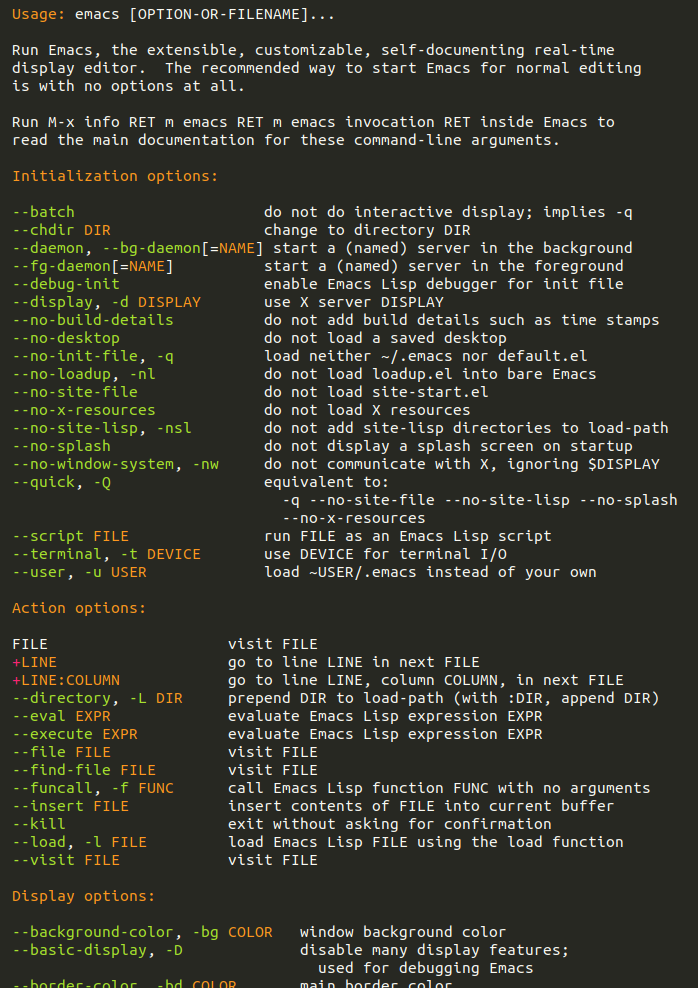 Usage: emacs [OPTION-OR-FILENAME]...
Run Emacs, the extensible, customizable, self-documenting real-time
display editor.  The recommended way to start Emacs for normal editing
is with no options at all.
Run M-x info RET m emacs RET m emacs invocation RET inside Emacs to
read the main documentation for these command-line arguments.
Initialization options:
--batch                     do not do interactive display; implies -q
--chdir DIR                 change to directory DIR
--daemon, --bg-daemon[=NAME] start a (named) server in the background
--fg-daemon[=NAME]          start a (named) server in the foreground
--debug-init                enable Emacs Lisp debugger for init file
--display, -d DISPLAY       use X server DISPLAY
--no-build-details          do not add build details such as time stamps
--no-desktop                do not load a saved desktop
--no-init-file, -q          load neither ~/.emacs nor default.el
--no-loadup, -nl            do not load loadup.el into bare Emacs
--no-site-file              do not load site-start.el
--no-x-resources            do not load X resources
--no-site-lisp, -nsl        do not add site-lisp directories to load-path
--no-splash                 do not display a splash screen on startup
--no-window-system, -nw     do not communicate with X, ignoring $DISPLAY
--quick, -Q                 equivalent to:
                              -q --no-site-file --no-site-lisp --no-splash
                              --no-x-resources
--script FILE               run FILE as an Emacs Lisp script
--terminal, -t DEVICE       use DEVICE for terminal I/O
--user, -u USER             load ~USER/.emacs instead of your own
Action options:
FILE                    visit FILE
+LINE                   go to line LINE in next FILE
+LINE:COLUMN            go to line LINE, column COLUMN, in next FILE
--directory, -L DIR     prepend DIR to load-path (with :DIR, append DIR)
--eval EXPR             evaluate Emacs Lisp expression EXPR
--execute EXPR          evaluate Emacs Lisp expression EXPR
--file FILE             visit FILE
--find-file FILE        visit FILE
--funcall, -f FUNC      call Emacs Lisp function FUNC with no arguments
--insert FILE           insert contents of FILE into current buffer
--kill                  exit without asking for confirmation
--load, -l FILE         load Emacs Lisp FILE using the load function
--visit FILE            visit FILE
Display options:
--background-color, -bg COLOR   window background color
--basic-display, -D             disable many display features;
                                  used for debugging Emacs
--border-color, -bd COLOR       main border color